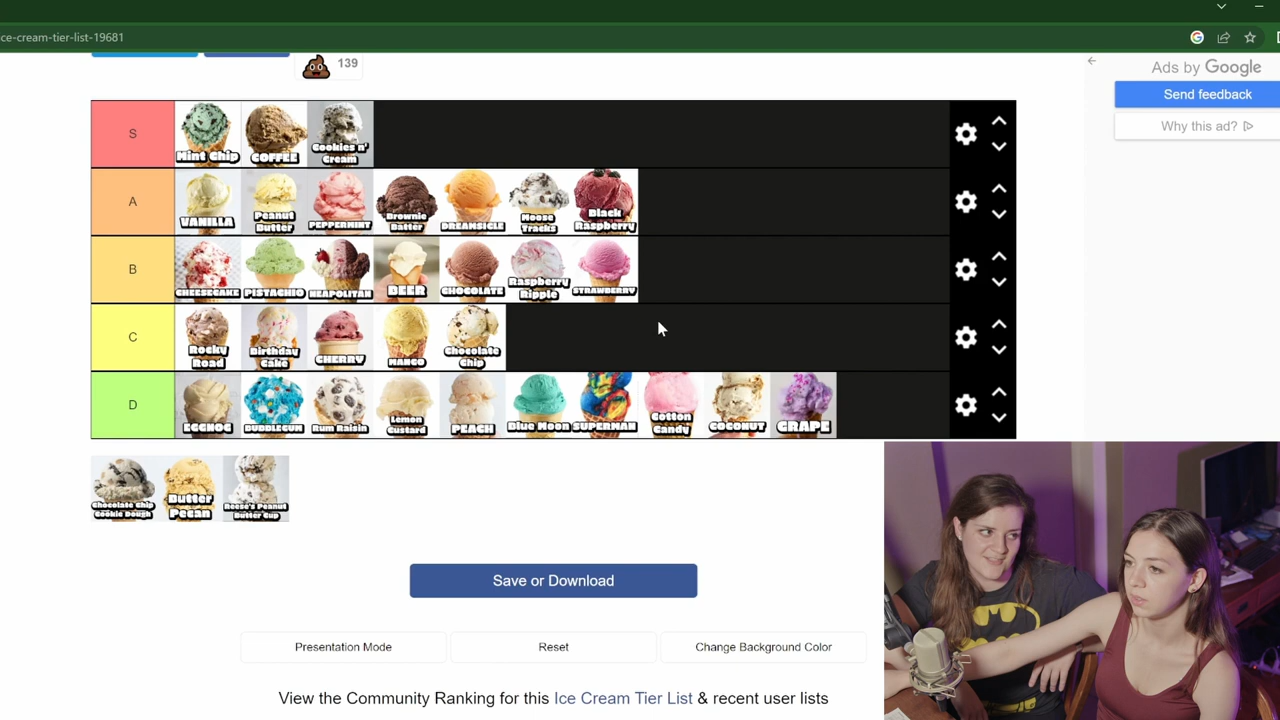 ice-cream-tier-list-19681
Ads by Google
139
Send feedback
Why this ad?
S
Mint Chip
COFFEE
Cookies n'
Cream
A
VANILLA
Peanut
Butter
PEPPERMINT
Brownie
Batter
DREAMSICLE
Moose
Tracks
Black
Raspberry
B
CHEESECAKE
PISTACHIO
NEAPOLITAN
BEER
CHOCOLATE
Raspberry
Ripple
STRAWBERRY
C
Rocky
Road
Birthday
Cake
CHERRY
MANGO
Chocolate
Chip
D
EGGNOG
BUBBLEGUM
Rum Raisin
Lemon
Custard
PEACH
Blue Moon
SUPERMAN
Cotton
Candy
COCONUT
GRAPE
Chocolate Chip
Cookie Dough
Butter
Pecan
Reese's Peanut
Butter Cup
Save or Download
Presentation Mode
Reset
Change Background Color
View the Community Ranking for this Ice Cream Tier List & recent user lists